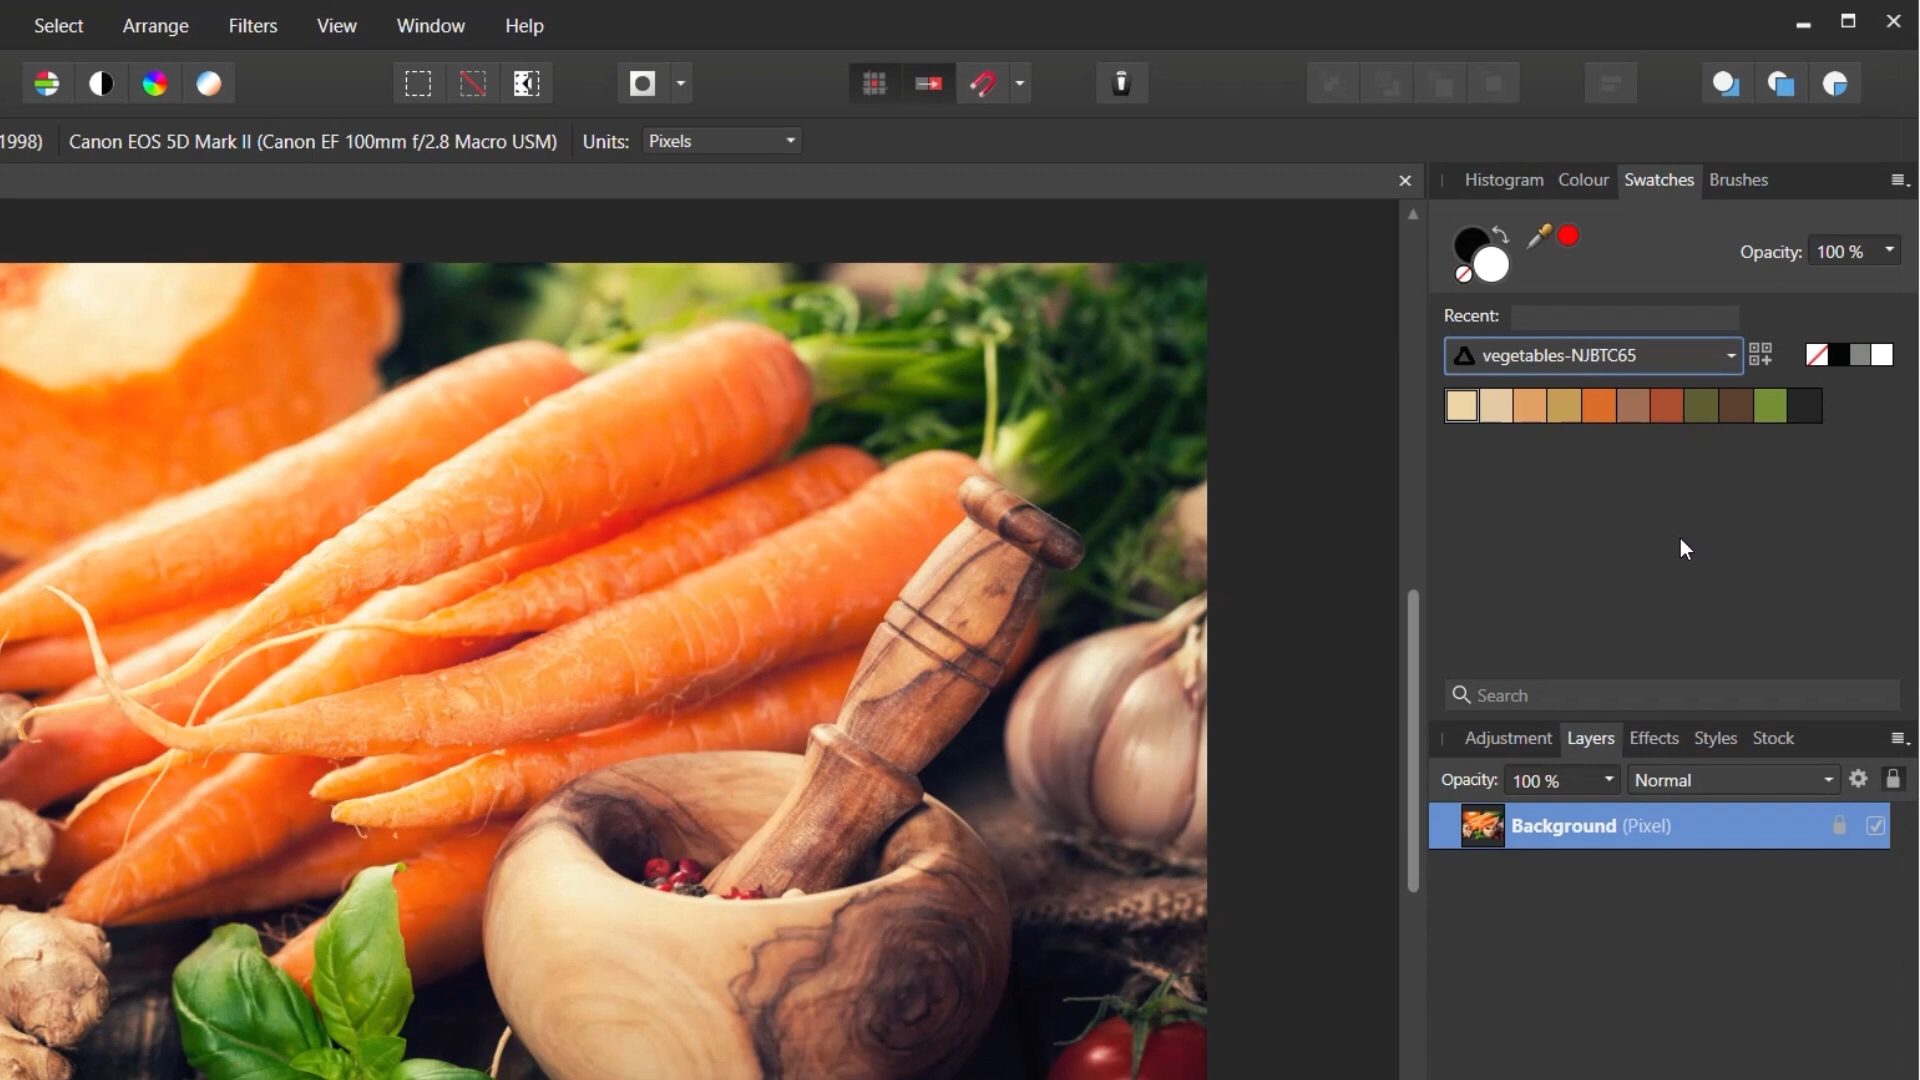 Select Arrange Filters View Window Help
1998) Canon EOS 5D Mark II (Canon EF 100mm f/2.8 Macro USM) Units: Pixels
Histogram Colour Swatches Brushes
Opacity: 100 %
Recent:
vegetables-NJBTC65
Search
Adjustment Layers Effects Styles Stock
Opacity: 100 % Normal
Background (Pixel)